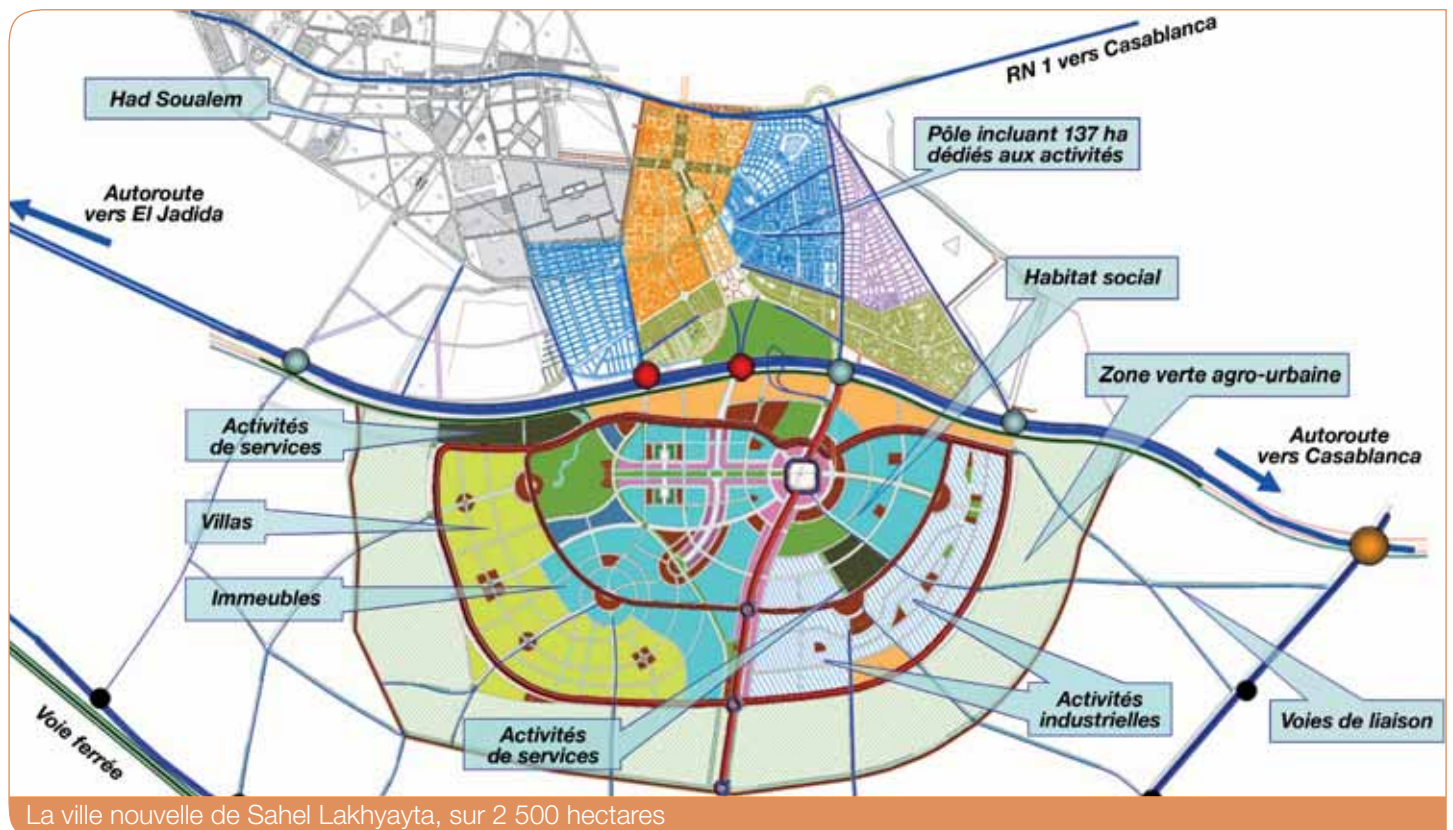 RN 1 vers Casablanca
Had Soualem
Pôle incluant 137 ha
dédiés aux activités
Autoroute
vers El Jadida
Habitat social
Zone verte agro-urbaine
Activités
de services
Autoroute
vers Casablanca
Villas
Immeubles
Activités
industrielles
Voies de liaison
Activités
de services
Voie ferrée
La ville nouvelle de Sahel Lakhyayta, sur 2 500 hectares